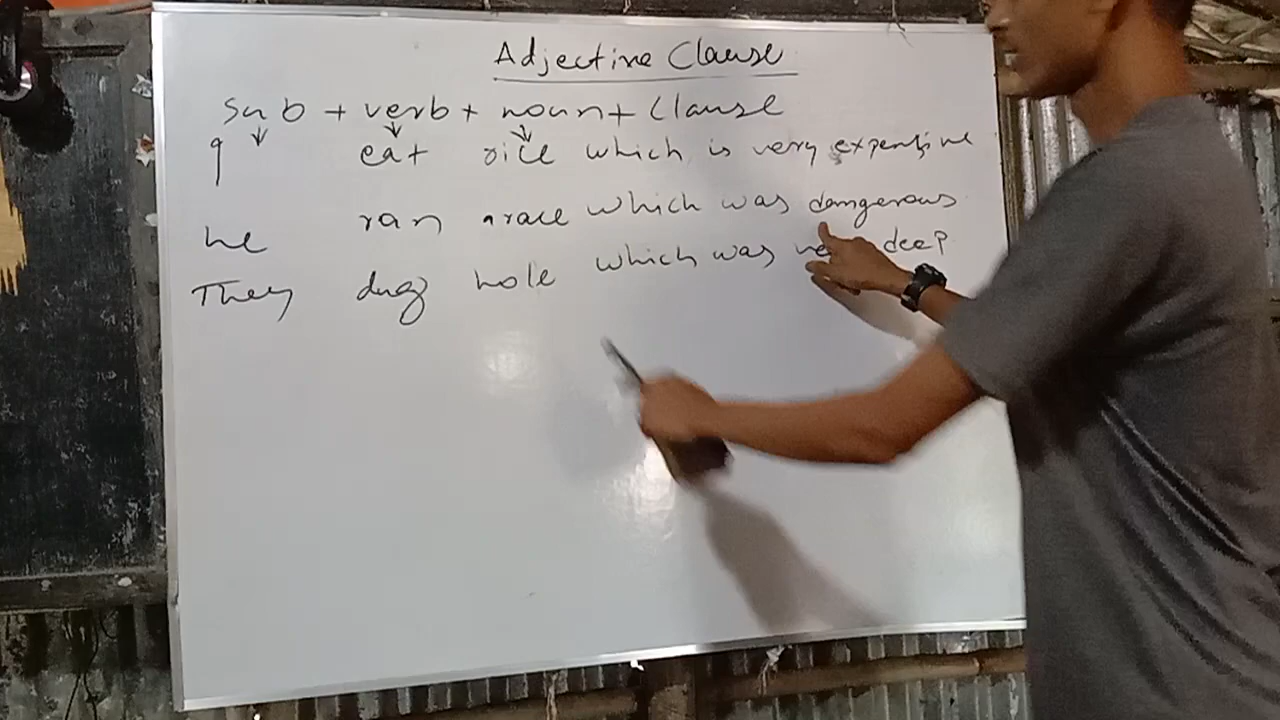 Adjective Clause
Sub + verb + noun + Clause
I eat rice which is very expensive
he ran a race which was dangerous
They dug hole which was deep